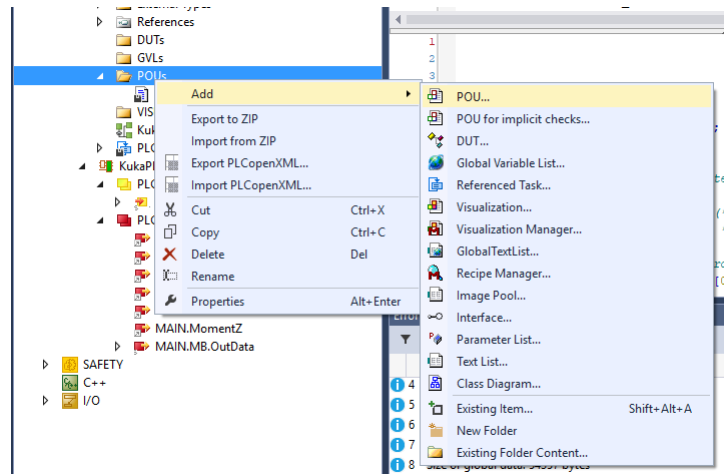 References
DUTs
GVLs
POUs
VIS
Kuk
PLC
KukaPl
PLC
PLC
MAIN.MomentZ
MAIN.MB.OutData
SAFETY
C++
I/O
Add
Export to ZIP
Import from ZIP
Export PLCopenXML...
Import PLCopenXML...
Cut Ctrl+X
Copy Ctrl+C
Delete Del
Rename
Properties Alt+Enter
1
2
3
POU...
POU for implicit checks...
DUT...
Global Variable List...
Referenced Task...
Visualization...
Visualization Manager...
GlobalTextList...
Recipe Manager...
Image Pool...
Interface...
Parameter List...
Text List...
Class Diagram...
Existing Item... Shift+Alt+A
New Folder
Existing Folder Content...
4
5
6
7
8